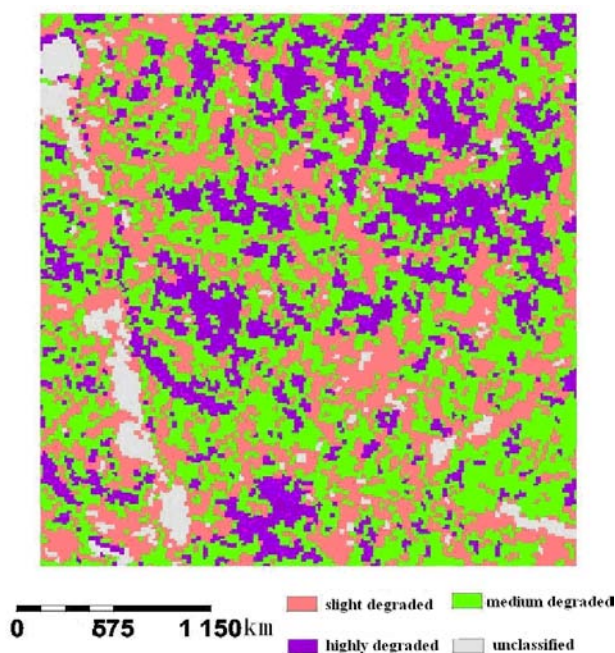 slight degraded
medium degraded
0 575 1 150km
highly degraded
unclassified